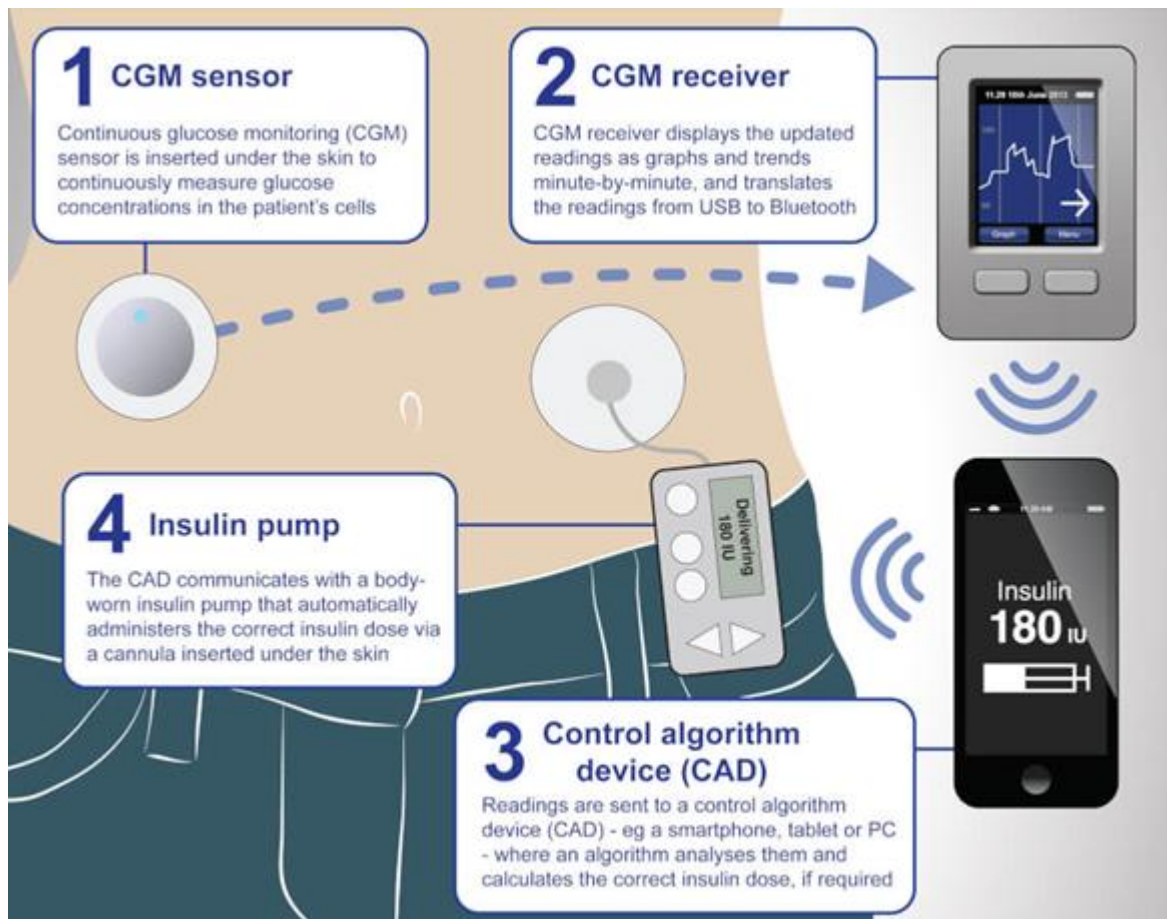 1 CGM sensor
Continuous glucose monitoring (CGM)
sensor is inserted under the skin to
continuously measure glucose
concentrations in the patient's cells
2 CGM receiver
CGM receiver displays the updated
readings as graphs and trends
minute-by-minute, and translates
the readings from USB to Bluetooth
11.29 16th June 2013
Graph Menu
4 Insulin pump
The CAD communicates with a body-
worn insulin pump that automatically
administers the correct insulin dose via
a cannula inserted under the skin
Delivering
180 IU
Insulin
180 IU
3 Control algorithm
device (CAD)
Readings are sent to a control algorithm
device (CAD) - eg a smartphone, tablet or PC
- where an algorithm analyses them and
calculates the correct insulin dose, if required